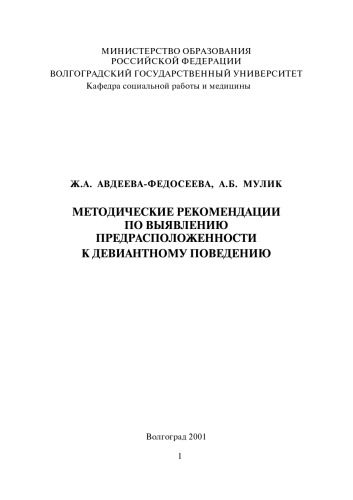 МИНИСТЕРСТВО ОБРАЗОВАНИЯ
РОССИЙСКОЙ ФЕДЕРАЦИИ
ВОЛГОГРАДСКИЙ ГОСУДАРСТВЕННЫЙ УНИВЕРСИТЕТ
Кафедра социальной работы и медицины
Ж.А. АВДЕЕВА-ФЕДОСЕЕВА, А.Б. МУЛИК
МЕТОДИЧЕСКИЕ РЕКОМЕНДАЦИИ
ПО ВЫЯВЛЕНИЮ
ПРЕДРАСПОЛОЖЕННОСТИ
К ДЕВИАНТНОМУ ПОВЕДЕНИЮ
Волгоград 2001
1